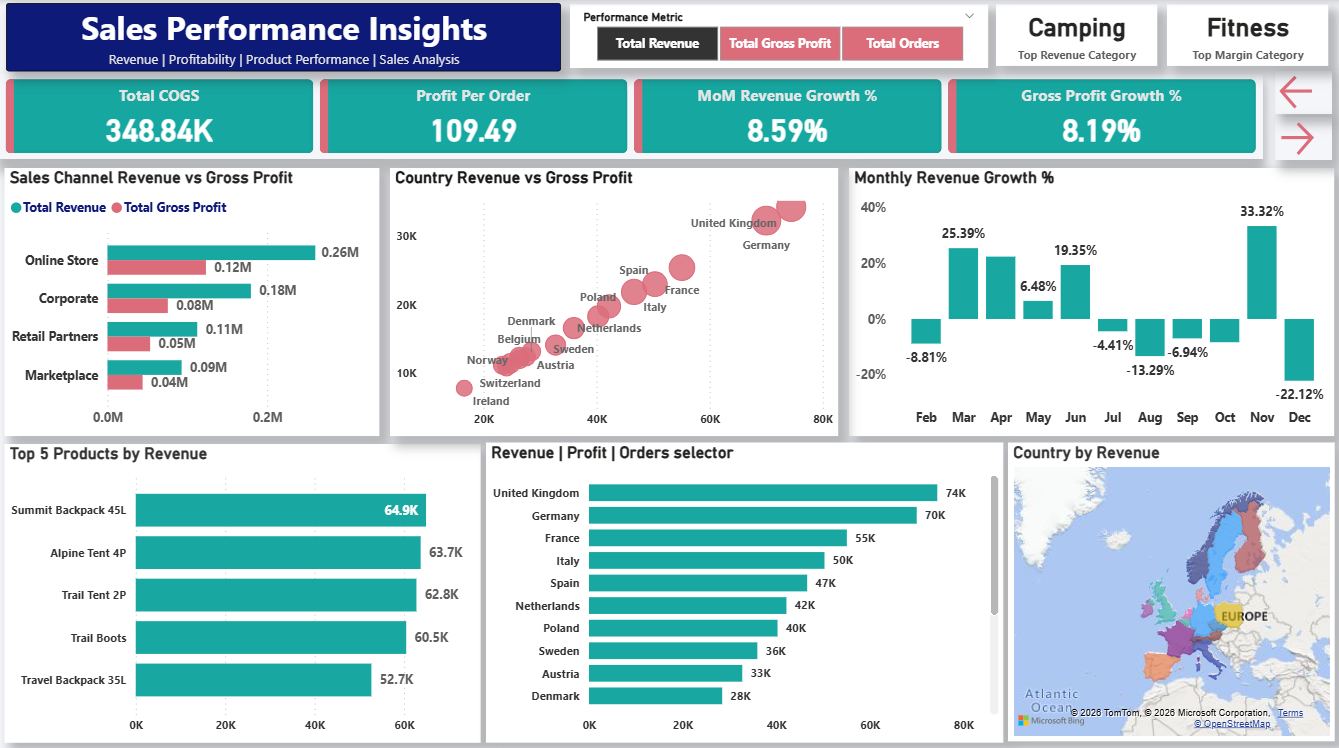 Sales Performance Insights
Revenue | Profitability | Product Performance | Sales Analysis
Performance Metric
Total Revenue
Total Gross Profit
Total Orders
Camping
Top Revenue Category
Fitness
Top Margin Category
Total COGS
348.84K
Profit Per Order
109.49
MoM Revenue Growth %
8.59%
Gross Profit Growth %
8.19%
Sales Channel Revenue vs Gross Profit
Total Revenue
Total Gross Profit
Online Store
0.26M
0.12M
Corporate
0.18M
0.08M
Retail Partners
0.11M
0.05M
Marketplace
0.09M
0.04M
0.0M
0.2M
Country Revenue vs Gross Profit
30K
20K
10K
United Kingdom
Germany
Spain
France
Poland
Italy
Denmark
Netherlands
Belgium
Sweden
Norway
Austria
Switzerland
Ireland
20K
40K
60K
80K
Monthly Revenue Growth %
40%
20%
0%
-20%
-8.81%
25.39%
6.48%
19.35%
-4.41%
-13.29%
-6.94%
33.32%
-22.12%
Feb
Mar
Apr
May
Jun
Jul
Aug
Sep
Oct
Nov
Dec
Top 5 Products by Revenue
Summit Backpack 45L
64.9K
Alpine Tent 4P
63.7K
Trail Tent 2P
62.8K
Trail Boots
60.5K
Travel Backpack 35L
52.7K
0K
20K
40K
60K
Revenue | Profit | Orders selector
United Kingdom
74K
Germany
70K
France
55K
Italy
50K
Spain
47K
Netherlands
42K
Poland
40K
Sweden
36K
Austria
33K
Denmark
28K
0K
20K
40K
60K
80K
Country by Revenue
EUROPE
Atlantic
Ocean
Microsoft Bing
© 2026 TomTom, © 2026 Microsoft Corporation, Terms
© OpenStreetMap